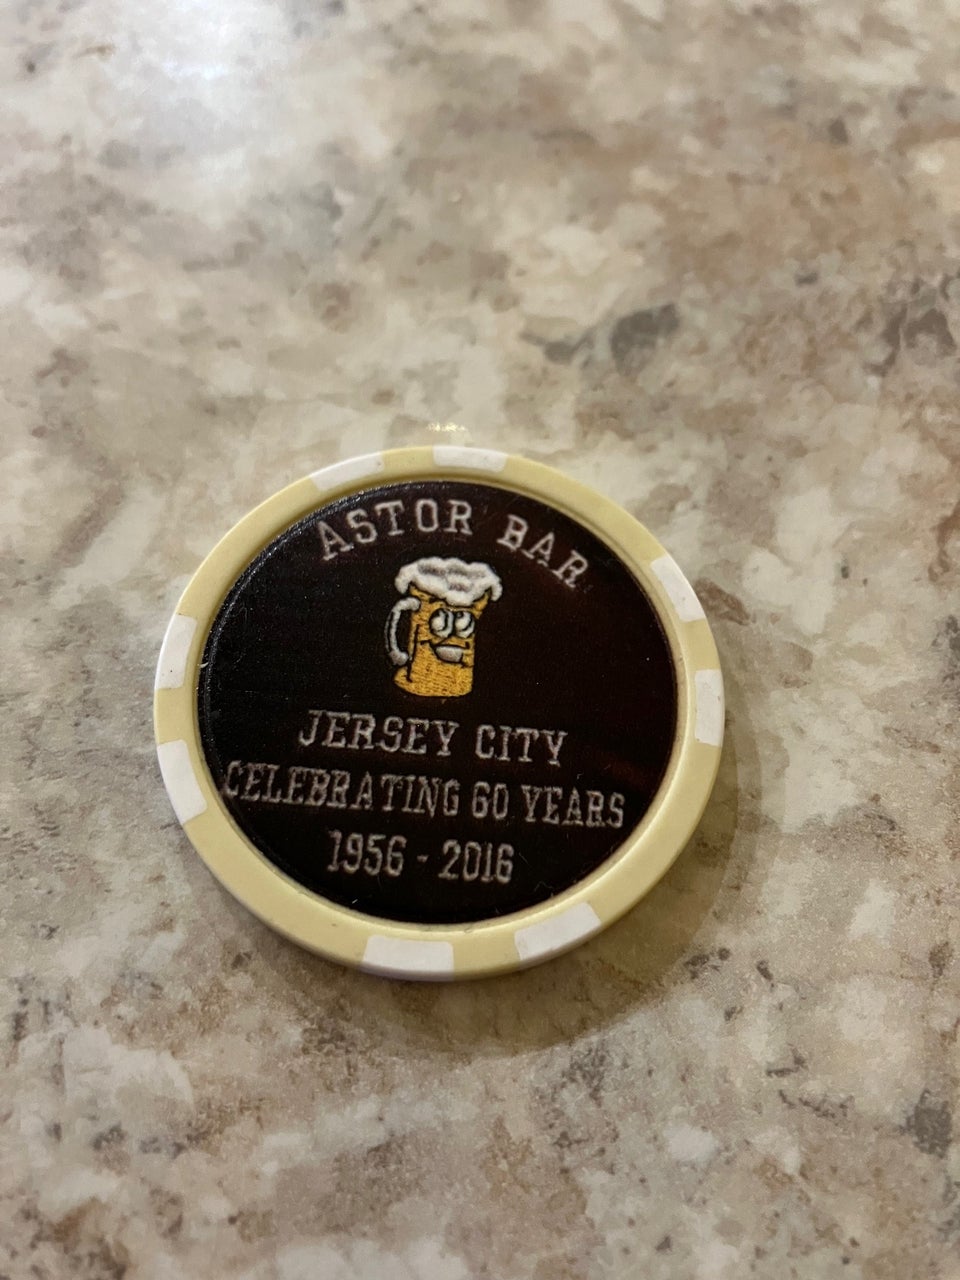 ASTOR BAR
JERSEY CITY
CELEBRATING 60 YEARS
1956 - 2016